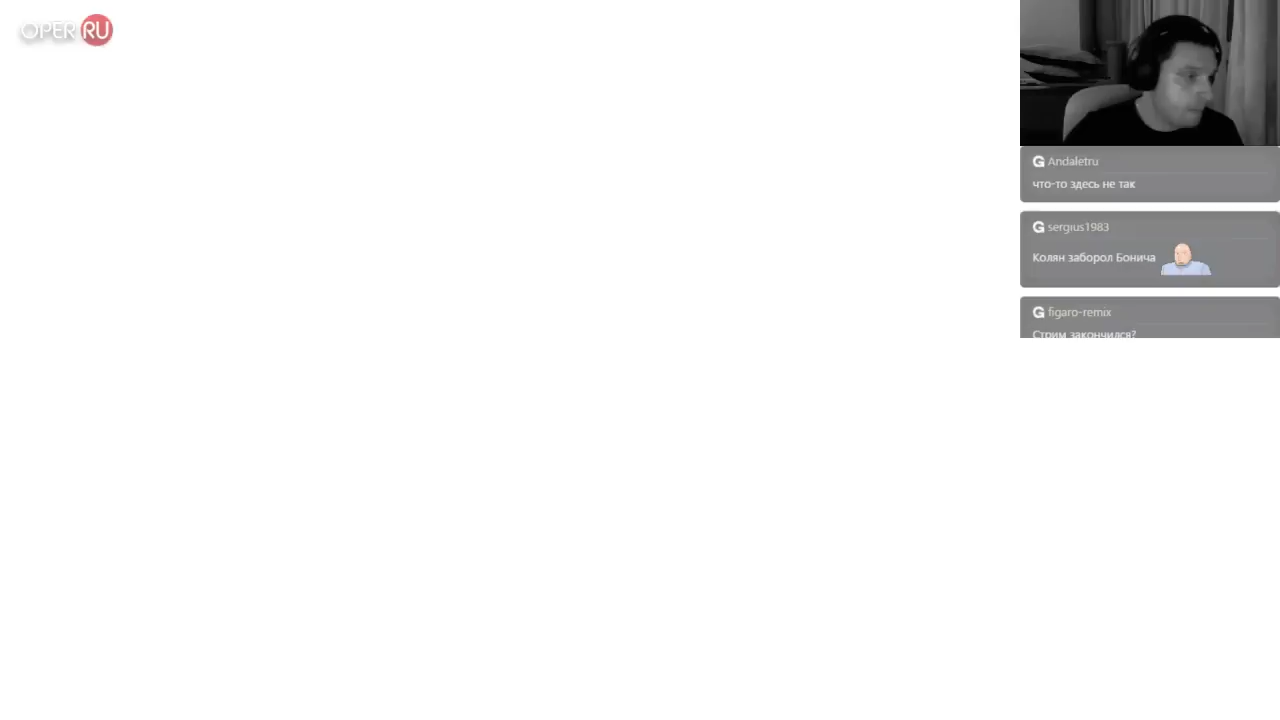 OPER RU
Andaletru
что-то здесь не так
sergius1983
Колян заборол Бонича
figaro-remix
Стрим закончился?